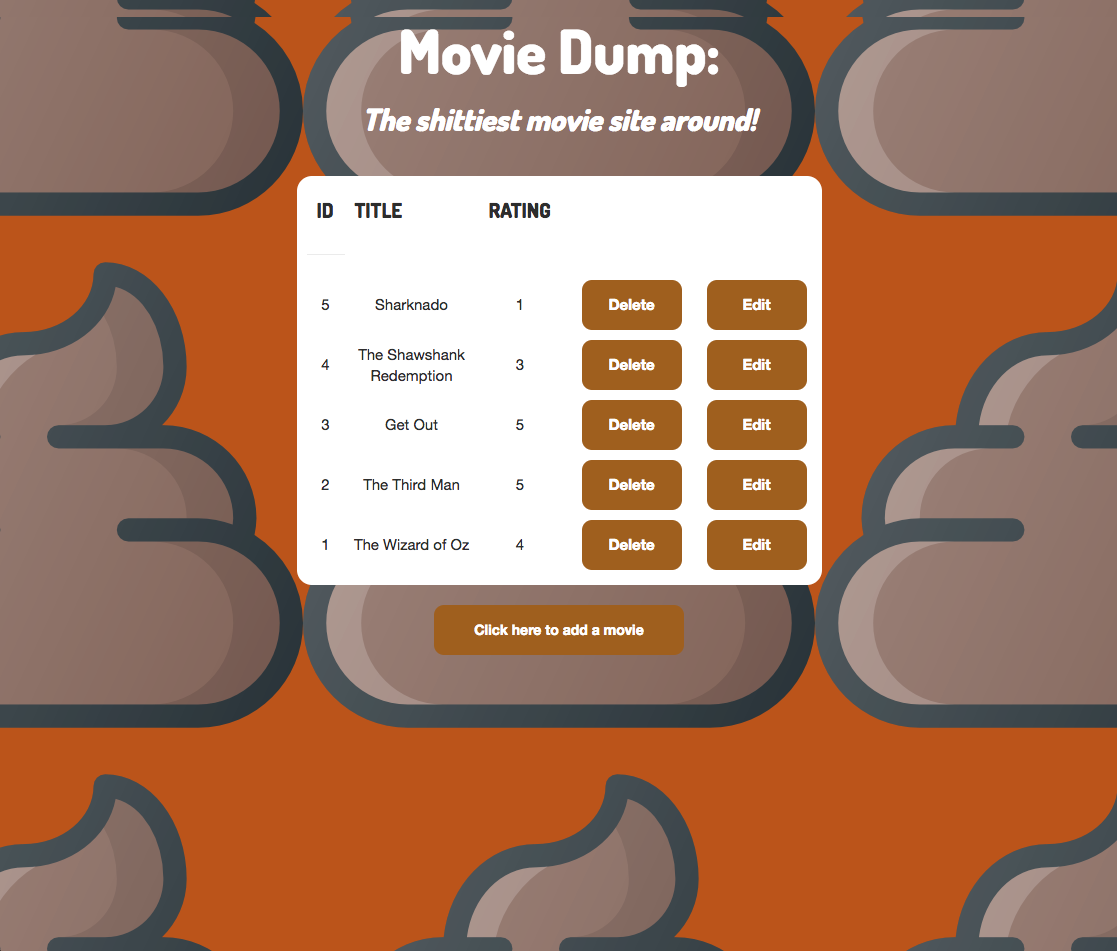 Movie Dump:
The shittiest movie site around!
ID TITLE RATING
5 Sharknado 1 Delete Edit
4 The Shawshank Redemption 3 Delete Edit
3 Get Out 5 Delete Edit
2 The Third Man 5 Delete Edit
1 The Wizard of Oz 4 Delete Edit
Click here to add a movie